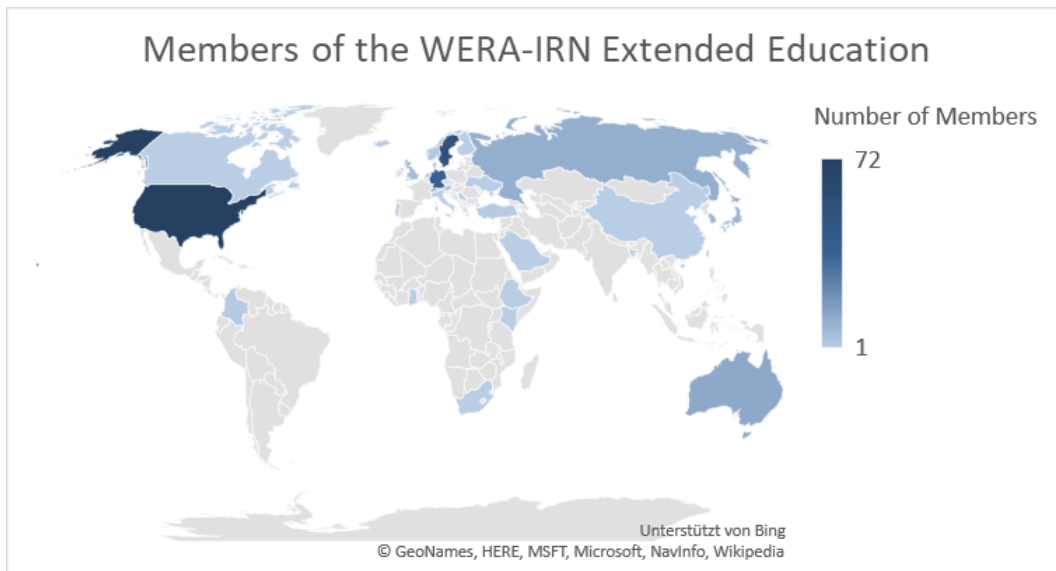 Members of the WERA-IRN Extended Education
Number of Members
72
1
Unterstützt von Bing
© GeoNames, HERE, MSFT, Microsoft, NavInfo, Wikipedia